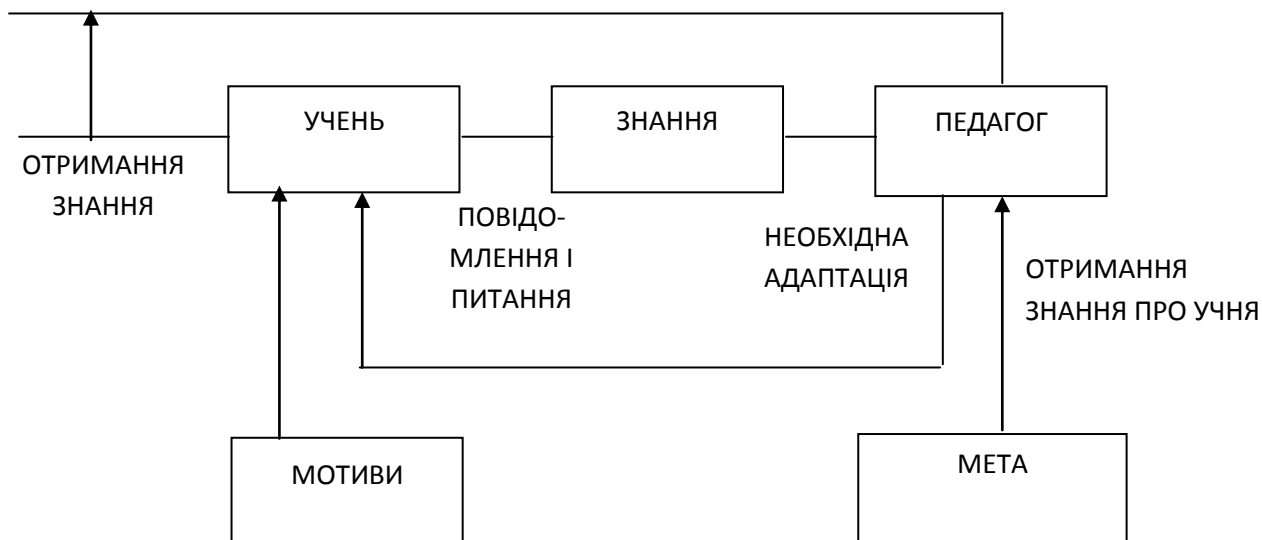 УЧЕНЬ
ЗНАННЯ
ПЕДАГОГ
ОТРИМАННЯ
ЗНАННЯ
ПОВІДО-
МЛЕННЯ І
ПИТАННЯ
НЕОБХІДНА
АДАПТАЦІЯ
ОТРИМАННЯ
ЗНАННЯ ПРО УЧНЯ
МОТИВИ
МЕТА